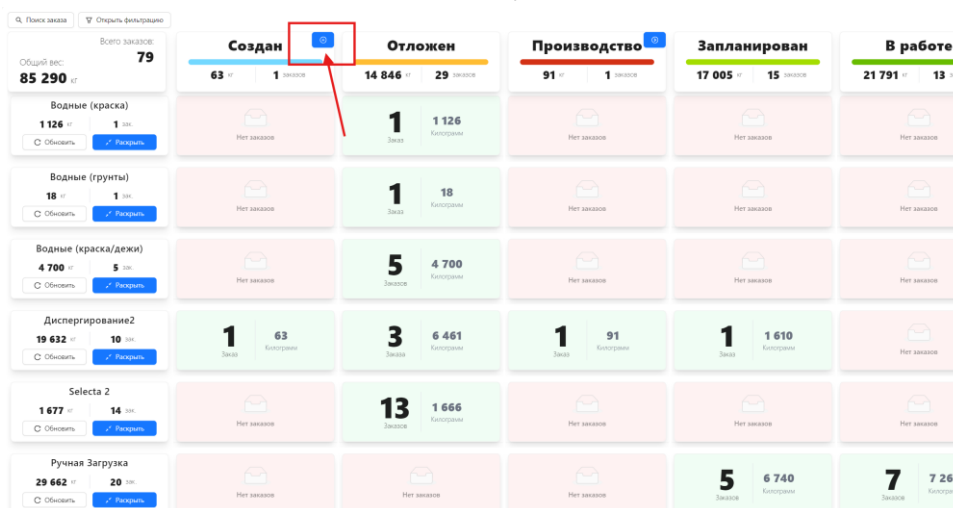 Поиск заказа Открыть фильтрацию
Всего заказов:
79
Общий вес:
85 290 кг
Создан
63 кг 1 заказов
Отложен
14 846 кг 29 заказов
Производство
91 кг 1 заказов
Запланирован
17 005 кг 15 заказов
В работе
21 791 кг 13
Водные (краска)
1 126 кг 1 зак.
Обновить Раскрыть
Нет заказов
1 Заказ 1 126 Килограмм
Нет заказов
Нет заказов
Нет заказов
Водные (грунты)
18 кг 1 зак.
Обновить Раскрыть
Нет заказов
1 Заказ 18 Килограмм
Нет заказов
Нет заказов
Нет заказов
Водные (краска/дежи)
4 700 кг 5 зак.
Обновить Раскрыть
Нет заказов
5 Заказов 4 700 Килограмм
Нет заказов
Нет заказов
Нет заказов
Диспергирование2
19 632 кг 10 зак.
Обновить Раскрыть
1 Заказ 63 Килограмм
3 Заказа 6 461 Килограмм
1 Заказ 91 Килограмм
1 Заказ 1 610 Килограмм
Нет заказов
Selecta 2
1 677 кг 14 зак.
Обновить Раскрыть
Нет заказов
13 Заказов 1 666 Килограмм
Нет заказов
Нет заказов
Нет заказов
Ручная Загрузка
29 662 кг 20 зак.
Обновить Раскрыть
Нет заказов
Нет заказов
Нет заказов
5 Заказов 6 740 Килограмм
7 Заказов 7 26